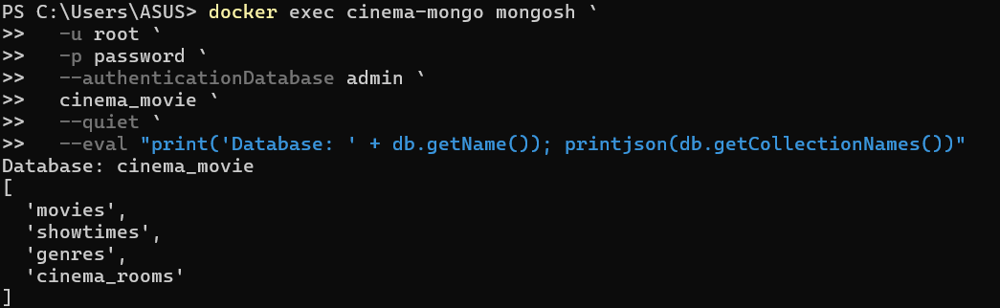 PS C:\Users\ASUS> docker exec cinema-mongo mongosh `
>>   -u root `
>>   -p password `
>>   --authenticationDatabase admin `
>>   cinema_movie `
>>   --quiet `
>>   --eval "print('Database: ' + db.getName()); printjson(db.getCollectionNames())"
Database: cinema_movie
[
  'movies',
  'showtimes',
  'genres',
  'cinema_rooms'
]